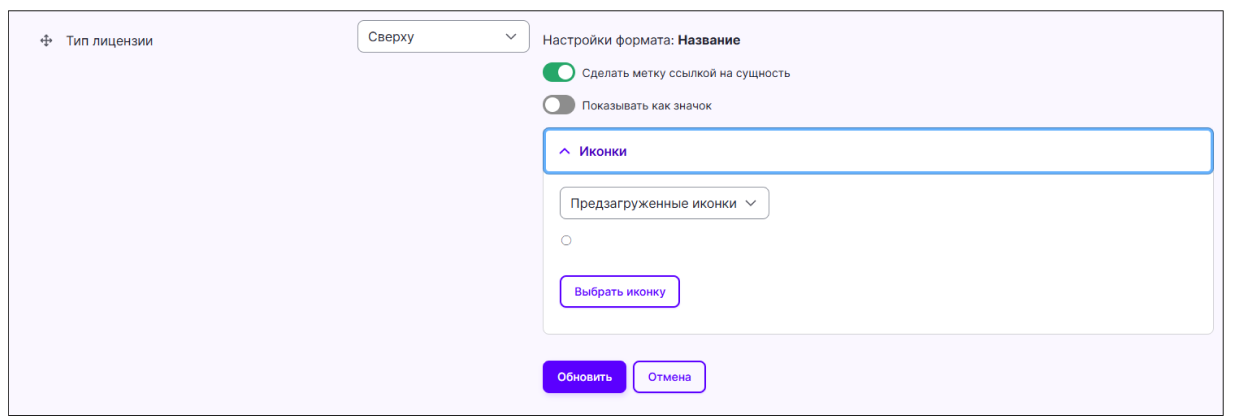 Тип лицензии
Сверху
Настройки формата: Название
Сделать метку ссылкой на сущность
Показывать как значок
Иконки
Предзагруженные иконки
Выбрать иконку
Обновить
Отмена